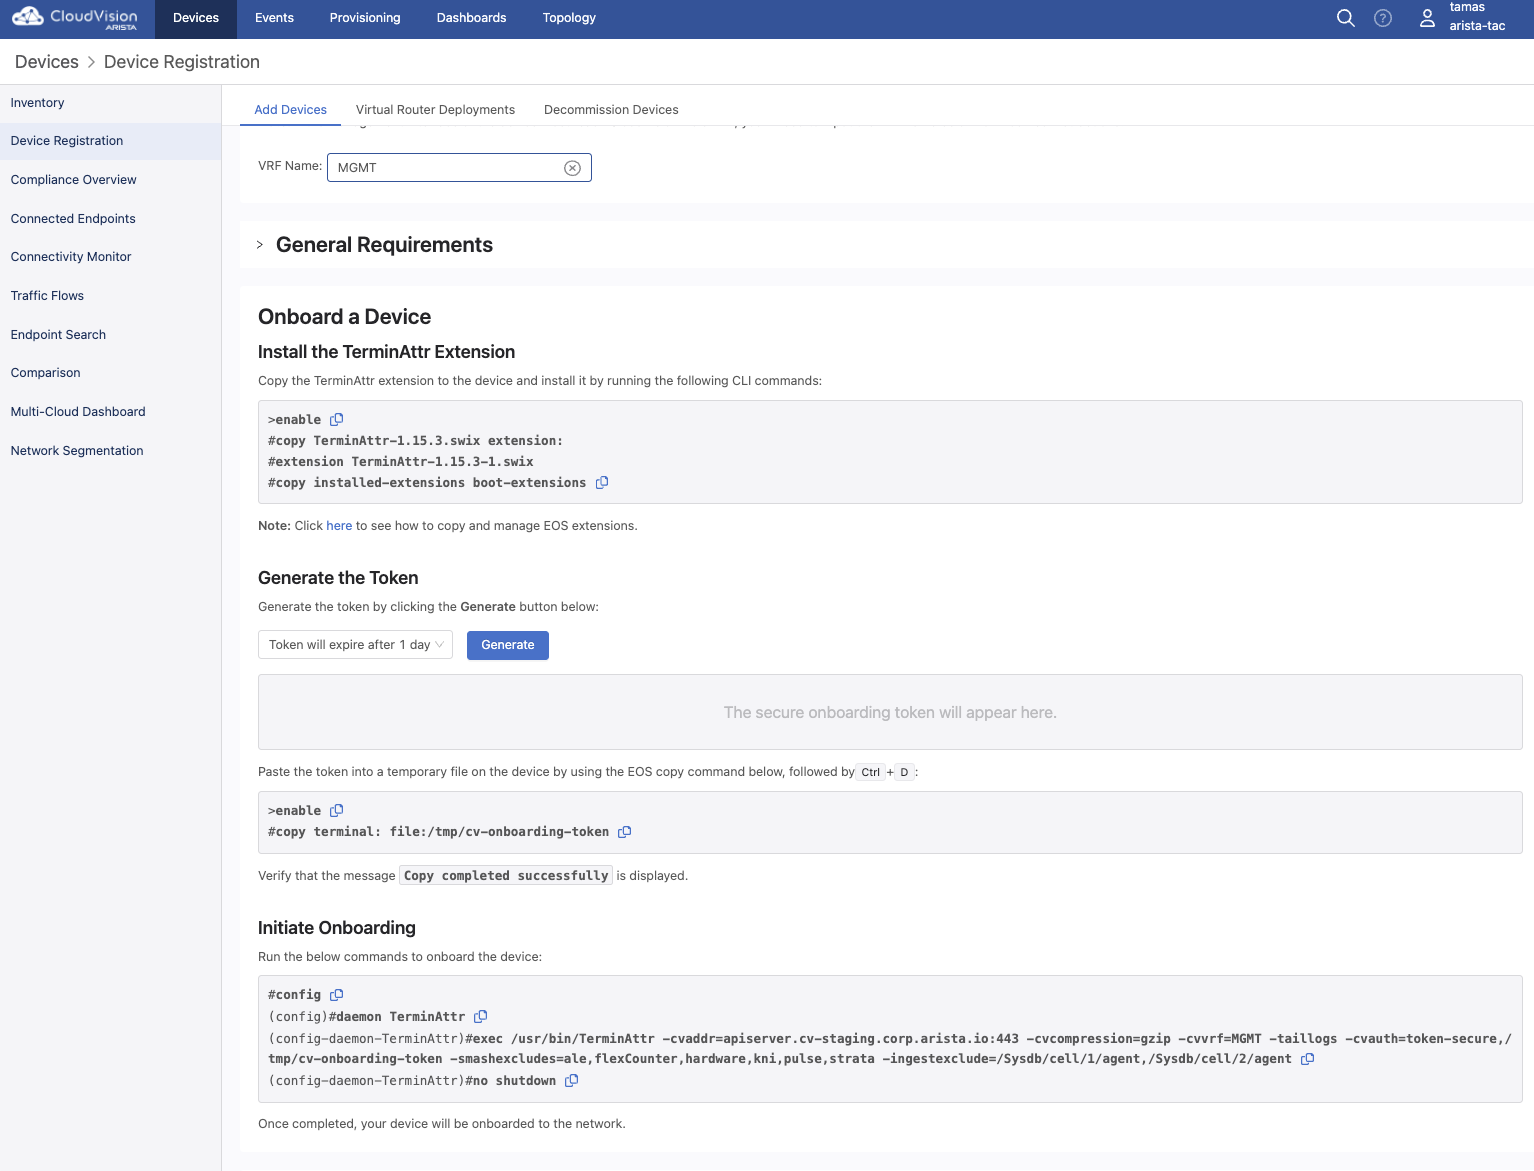 CloudVision
ARISTA
Devices
Events
Provisioning
Dashboards
Topology
?
tamas
arista-tac
Devices > Device Registration
Inventory
Device Registration
Compliance Overview
Connected Endpoints
Connectivity Monitor
Traffic Flows
Endpoint Search
Comparison
Multi-Cloud Dashboard
Network Segmentation
Add Devices
Virtual Router Deployments
Decommission Devices
VRF Name: MGMT
> General Requirements
Onboard a Device
Install the TerminAttr Extension
Copy the TerminAttr extension to the device and install it by running the following CLI commands:
>enable
#copy TerminAttr-1.15.3.swix extension:
#extension TerminAttr-1.15.3-1.swix
#copy installed-extensions boot-extensions
Note: Click here to see how to copy and manage EOS extensions.
Generate the Token
Generate the token by clicking the Generate button below:
Token will expire after 1 day
Generate
The secure onboarding token will appear here.
Paste the token into a temporary file on the device by using the EOS copy command below, followed by Ctrl + D :
>enable
#copy terminal: file:/tmp/cv-onboarding-token
Verify that the message Copy completed successfully is displayed.
Initiate Onboarding
Run the below commands to onboard the device:
#config
(config)#daemon TerminAttr
(config-daemon-TerminAttr)#exec /usr/bin/TerminAttr -cvaddr=apiserver.cv-staging.corp.arista.io:443 -cvcompression=gzip -cvvrf=MGMT -taillogs -cvauth=token-secure,/
tmp/cv-onboarding-token -smashexcludes=ale,flexCounter,hardware,kni,pulse,strata -ingestexclude=/Sysdb/cell/1/agent,/Sysdb/cell/2/agent
(config-daemon-TerminAttr)#no shutdown
Once completed, your device will be onboarded to the network.